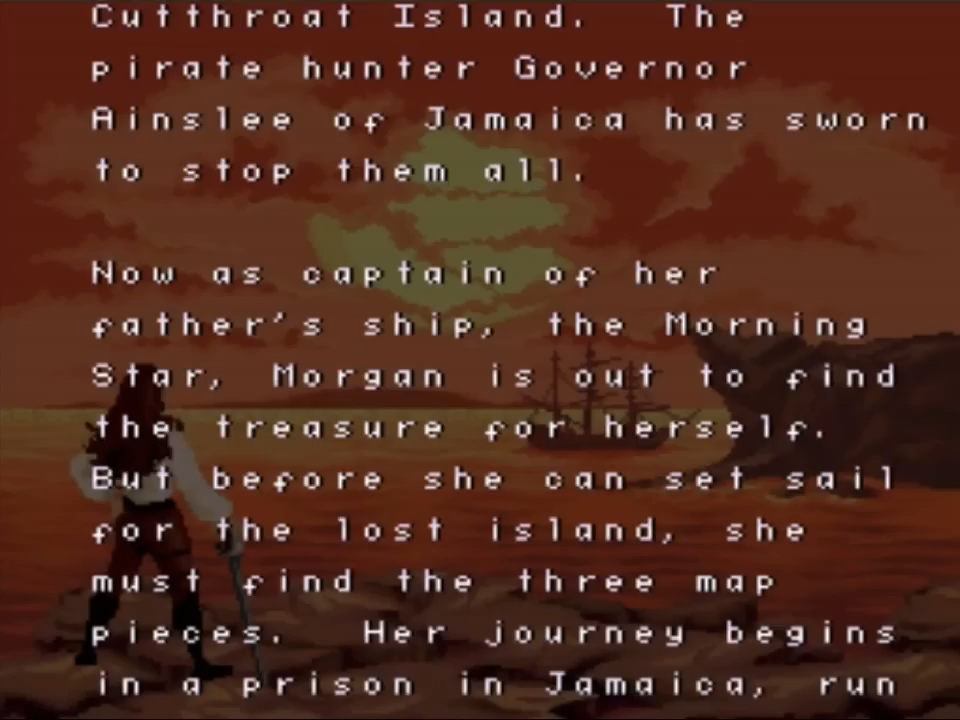 Cutthroat Island. The
pirate hunter Governor
Ainslee of Jamaica has sworn
to stop them all.
Now as captain of her
father's ship, the Morning
Star, Morgan is out to find
the treasure for herself.
But before she can set sail
for the lost island, she
must find the three map
pieces. Her journey begins
in a prison in Jamaica, run